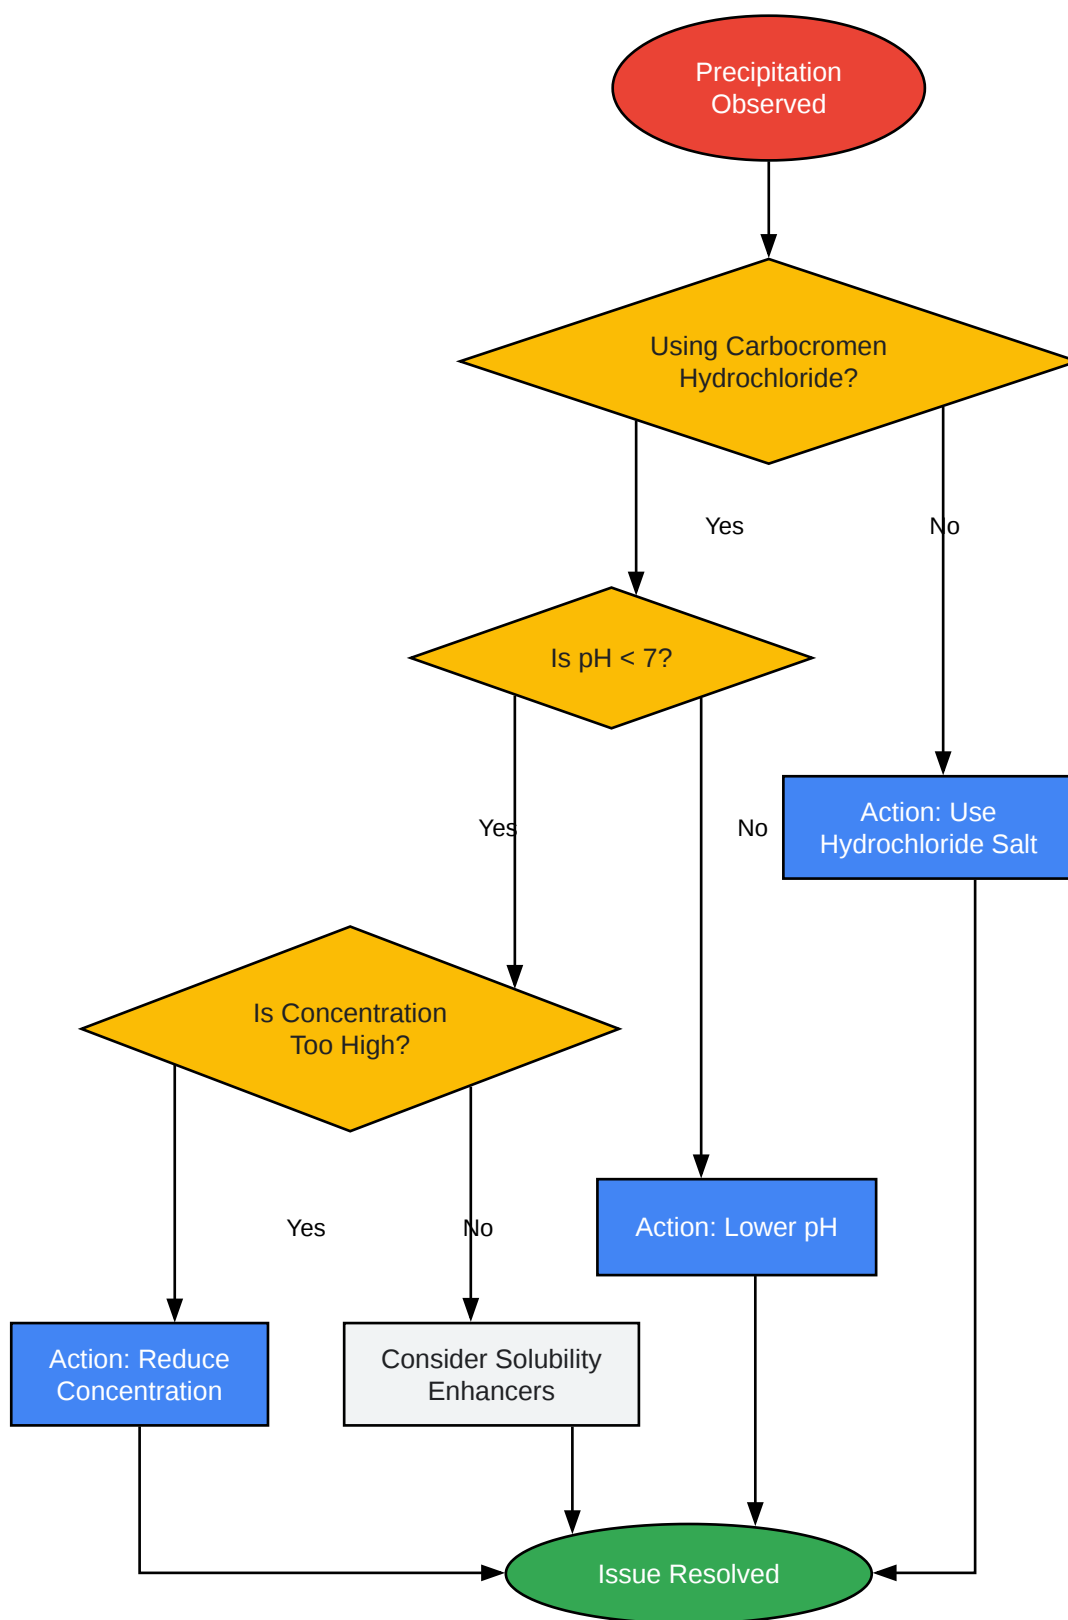 Precipitation
Observed
Using Carbocromen
Hydrochloride?
Yes
No
Is pH < 7?
Yes
No
Action: Use
Hydrochloride Salt
Is Concentration
Too High?
Yes
No
Action: Lower pH
Action: Reduce
Concentration
Consider Solubility
Enhancers
Issue Resolved